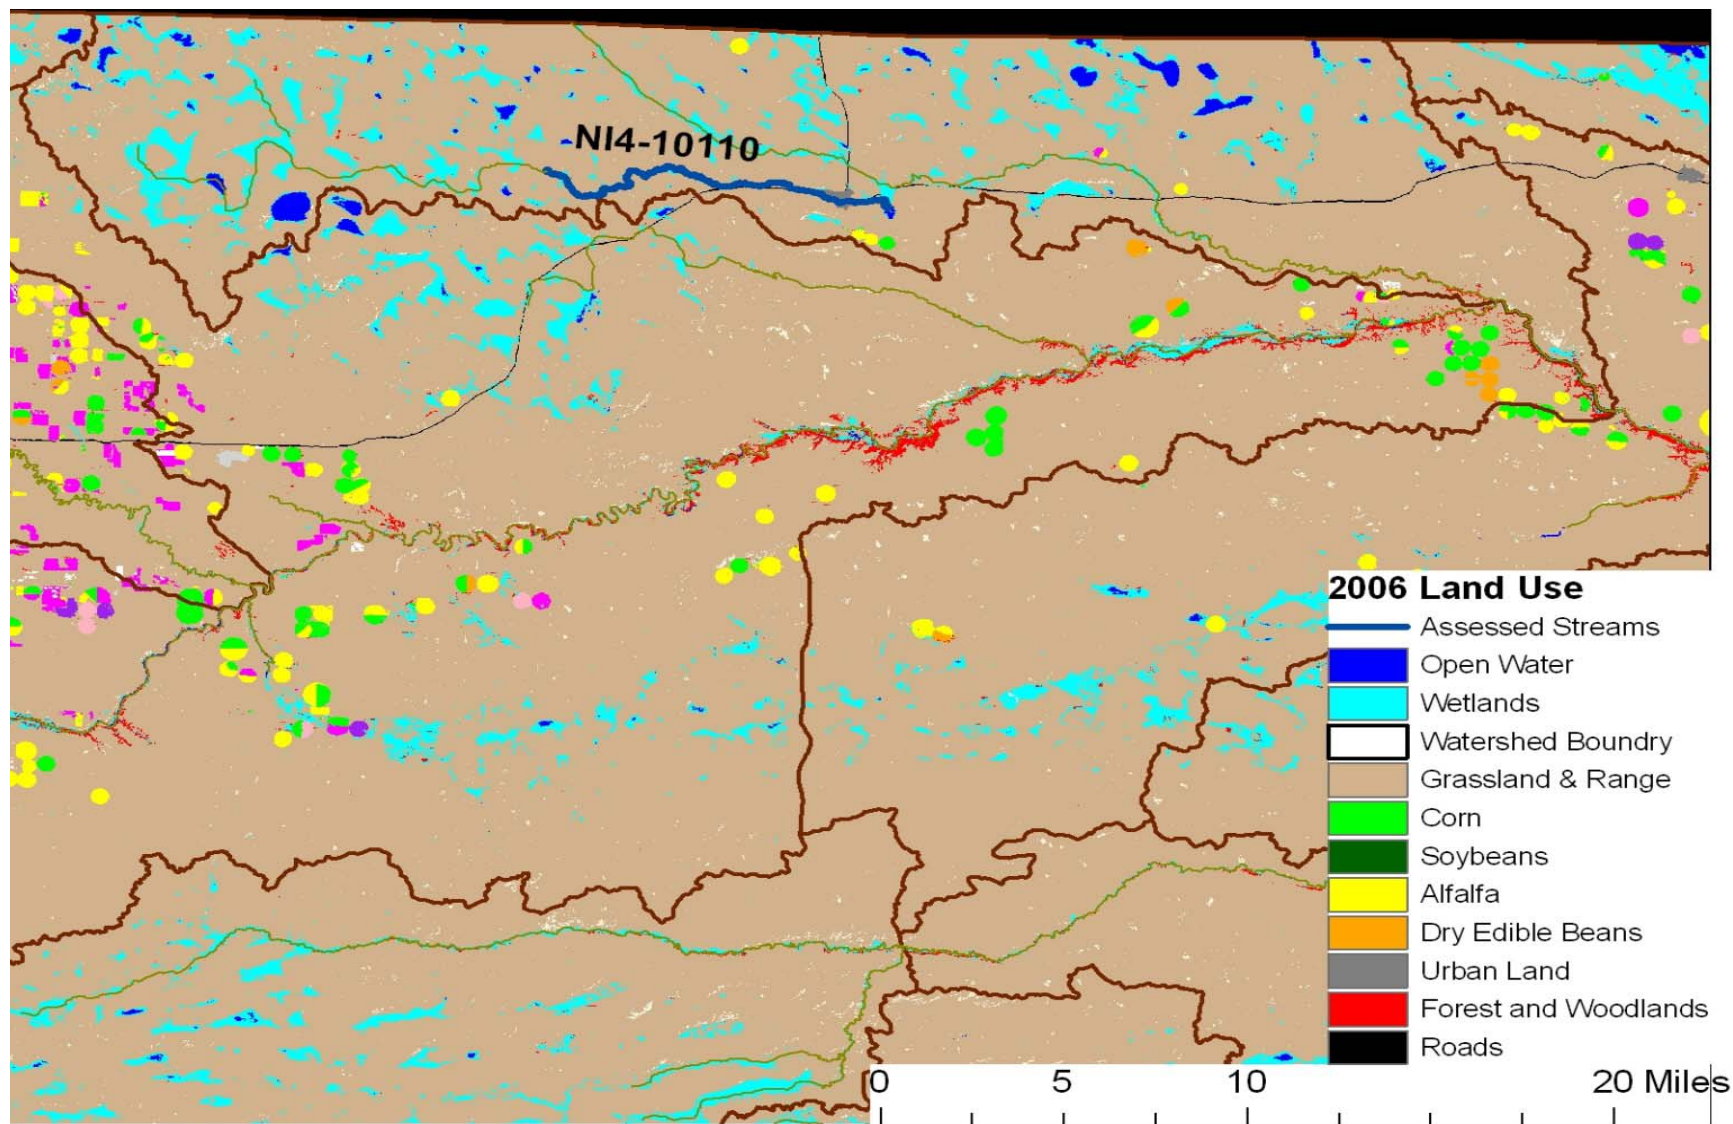 NI4-10110
2006 Land Use
Assessed Streams
Open Water
Wetlands
Watershed Boundry
Grassland & Range
Corn
Soybeans
Alfalfa
Dry Edible Beans
Urban Land
Forest and Woodlands
Roads
0 5 10 20 Miles